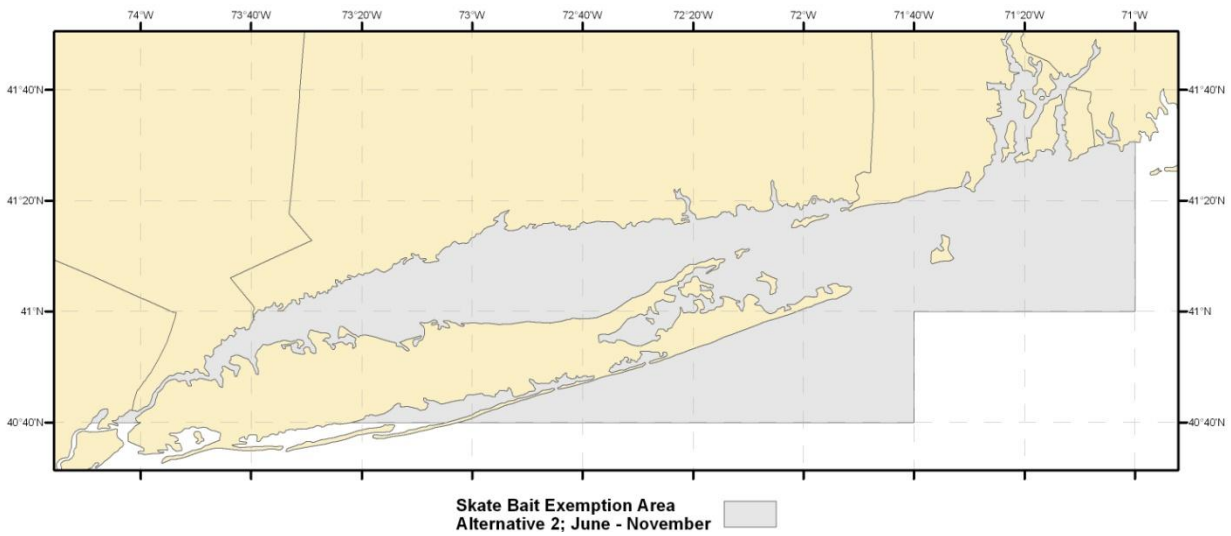 74°W 73°40'W 73°20'W 73°W 72°40'W 72°20'W 72°W 71°40'W 71°20'W 71°W
41°40'N 41°40'N
41°20'N 41°20'N
41°N 41°N
40°40'N 40°40'N
Skate Bait Exemption Area
Alternative 2; June - November